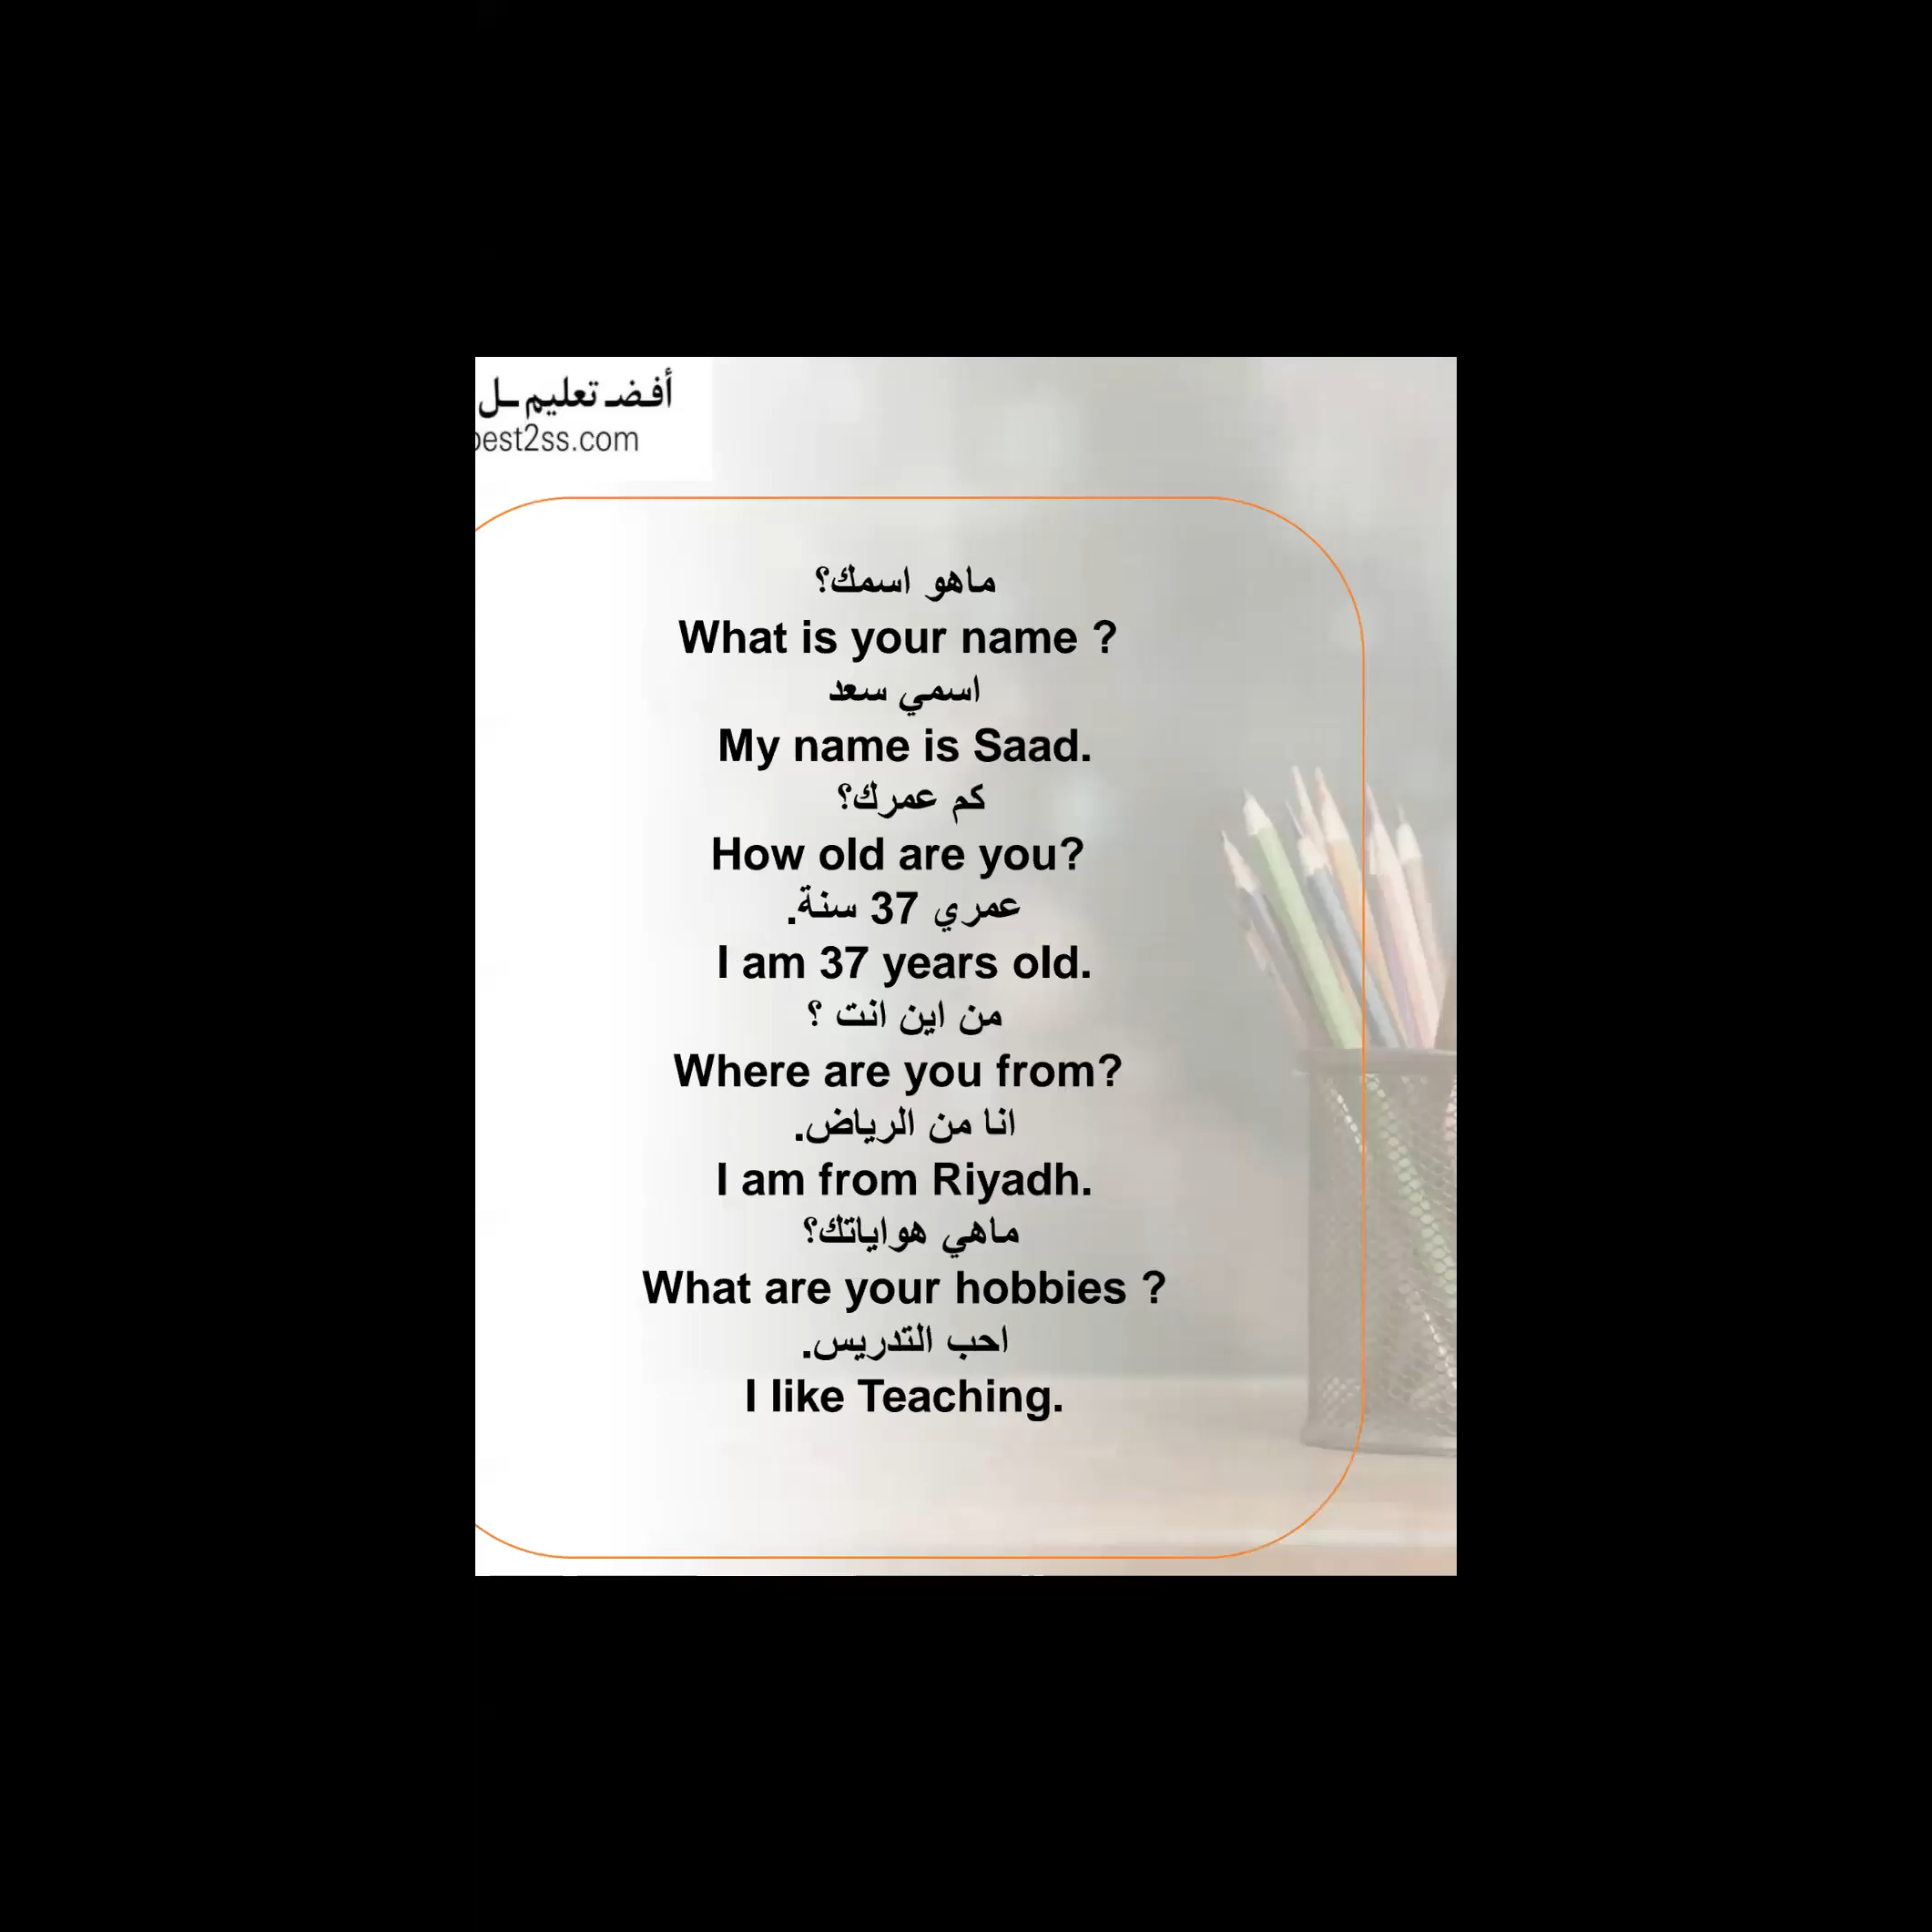 أفضـ تعليم ـل
best2ss.com
ماهو اسمك؟
What is your name ?
اسمي سعد
My name is Saad.
كم عمرك؟
How old are you?
عمري 37 سنة.
I am 37 years old.
من اين انت ؟
Where are you from?
انا من الرياض.
I am from Riyadh.
ماهي هواياتك؟
What are your hobbies ?
احب التدريس.
I like Teaching.